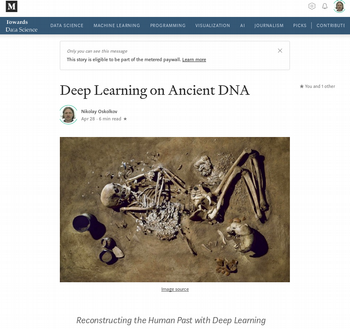 M
towards
Data Science
DATA SCIENCE MACHINE LEARNING PROGRAMMING VISUALIZATION AI JOURNALISM PICKS | CONTRIBUTE
Only you can see this message
This story is eligible to be part of the metered paywall. Learn more
Deep Learning on Ancient DNA
You and 1 other
Nikolay Oskolkov
Apr 28 · 6 min read ★
Image source
Reconstructing the Human Past with Deep Learning